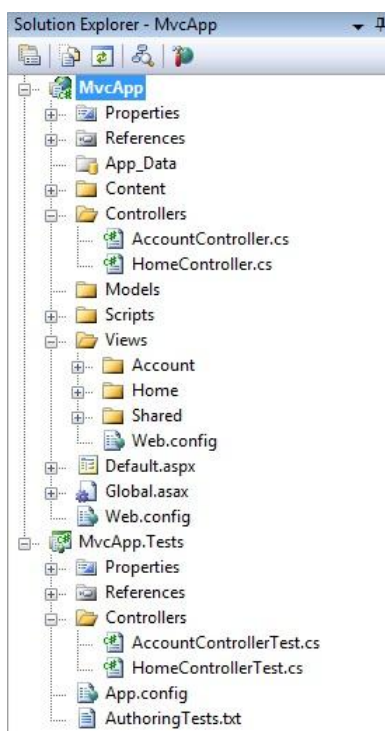 Solution Explorer - MvcApp
MvcApp
Properties
References
App_Data
Content
Controllers
AccountController.cs
HomeController.cs
Models
Scripts
Views
Account
Home
Shared
Web.config
Default.aspx
Global.asax
Web.config
MvcApp.Tests
Properties
References
Controllers
AccountControllerTest.cs
HomeControllerTest.cs
App.config
AuthoringTests.txt